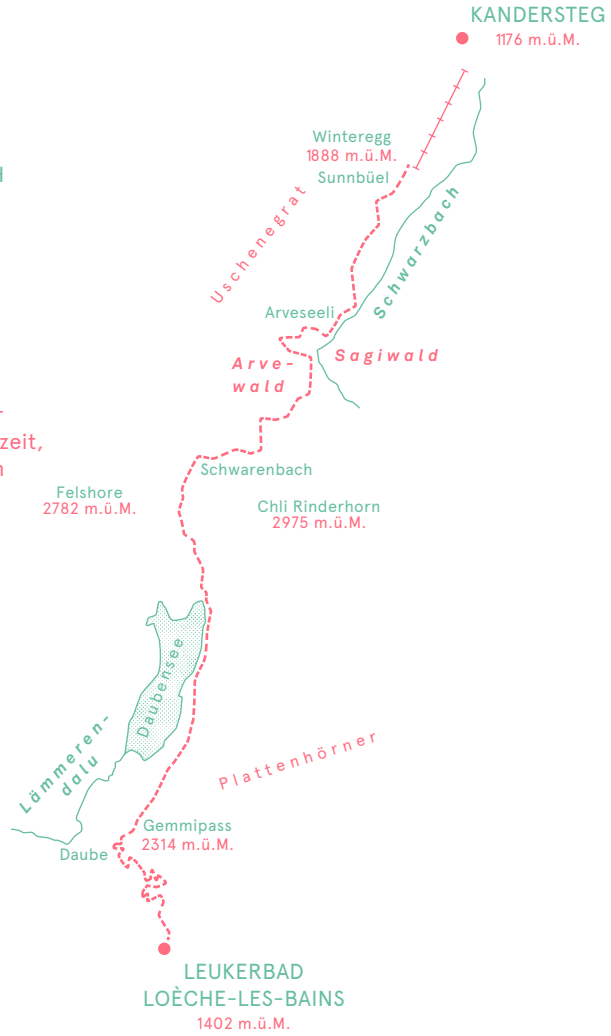 KANDERSTEG
1176 m.ü.M.
Winteregg
1888 m.ü.M.
Sunnbüel
Uschenegrat
Schwarzbach
Arveseeli
Arve-
wald
Sagiwald
zeit,
Schwarenbach
Felshore
2782 m.ü.M.
Chli Rinderhorn
2975 m.ü.M.
Daubensee
Lämmeren-
dalu
Plattenhörner
Gemmipass
2314 m.ü.M.
Daube
LEUKERBAD
LOÈCHE-LES-BAINS
1402 m.ü.M.